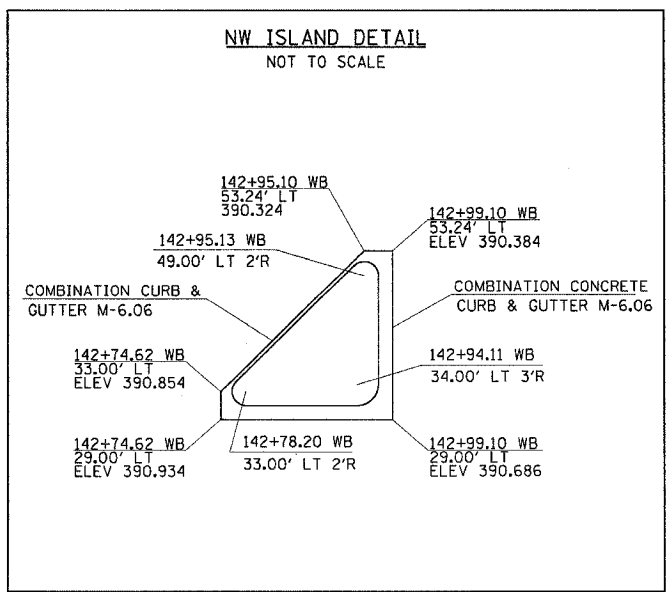 NW ISLAND DETAIL
NOT TO SCALE
142+95.10 WB
53.24' LT
390.324
142+99.10 WB
53.24' LT
ELEV 390.384
142+95.13 WB
49.00' LT 2'R
COMBINATION CURB &
GUTTER M-6.06
COMBINATION CONCRETE
CURB & GUTTER M-6.06
142+74.62 WB
33.00' LT
ELEV 390.854
142+94.11 WB
34.00' LT 3'R
142+74.62 WB
29.00' LT
ELEV 390.934
142+78.20 WB
33.00' LT 2'R
142+99.10 WB
29.00' LT
ELEV 390.686